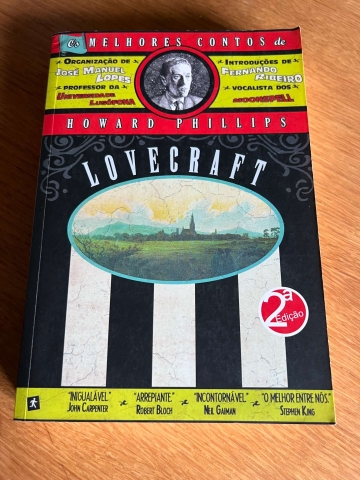 Os MELHORES CONTOS de
ORGANIZAÇÃO DE
JOSÉ MANUEL
LOPES
PROFESSOR DA
UNIVERSIDADE
LUSÓFONA
INTRODUÇÕES DE
FERNANDO
RIBEIRO
VOCALISTA DOS
MOONSPELL
HOWARD PHILLIPS
LOVECRAFT
2ª
Edição
"INIGUALÁVEL."
JOHN CARPENTER
"ARREPIANTE."
ROBERT BLOCH
"INCONTORNÁVEL."
NEIL GAIMAN
"O MELHOR ENTRE NÓS."
STEPHEN KING